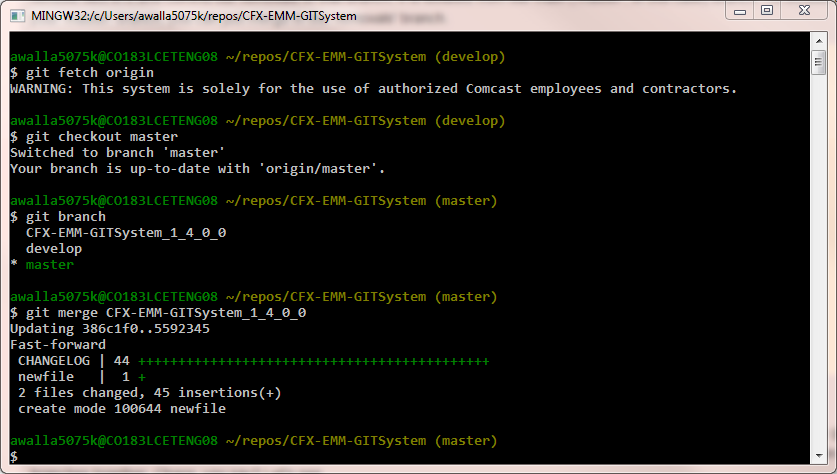 MINGW32:/c/Users/awalla5075k/repos/CFX-EMM-GITSystem
awalla5075k@CO183LCETENG08 ~/repos/CFX-EMM-GITSystem (develop)
$ git fetch origin
WARNING: This system is solely for the use of authorized Comcast employees and contractors.
awalla5075k@CO183LCETENG08 ~/repos/CFX-EMM-GITSystem (develop)
$ git checkout master
Switched to branch 'master'
Your branch is up-to-date with 'origin/master'.
awalla5075k@CO183LCETENG08 ~/repos/CFX-EMM-GITSystem (master)
$ git branch
  CFX-EMM-GITSystem_1_4_0_0
  develop
* master
awalla5075k@CO183LCETENG08 ~/repos/CFX-EMM-GITSystem (master)
$ git merge CFX-EMM-GITSystem_1_4_0_0
Updating 386c1f0..5592345
Fast-forward
 CHANGELOG | 44 ++++++++++++++++++++++++++++++++++++++++++++
 newfile   |  1 +
 2 files changed, 45 insertions(+)
 create mode 100644 newfile
awalla5075k@CO183LCETENG08 ~/repos/CFX-EMM-GITSystem (master)
$